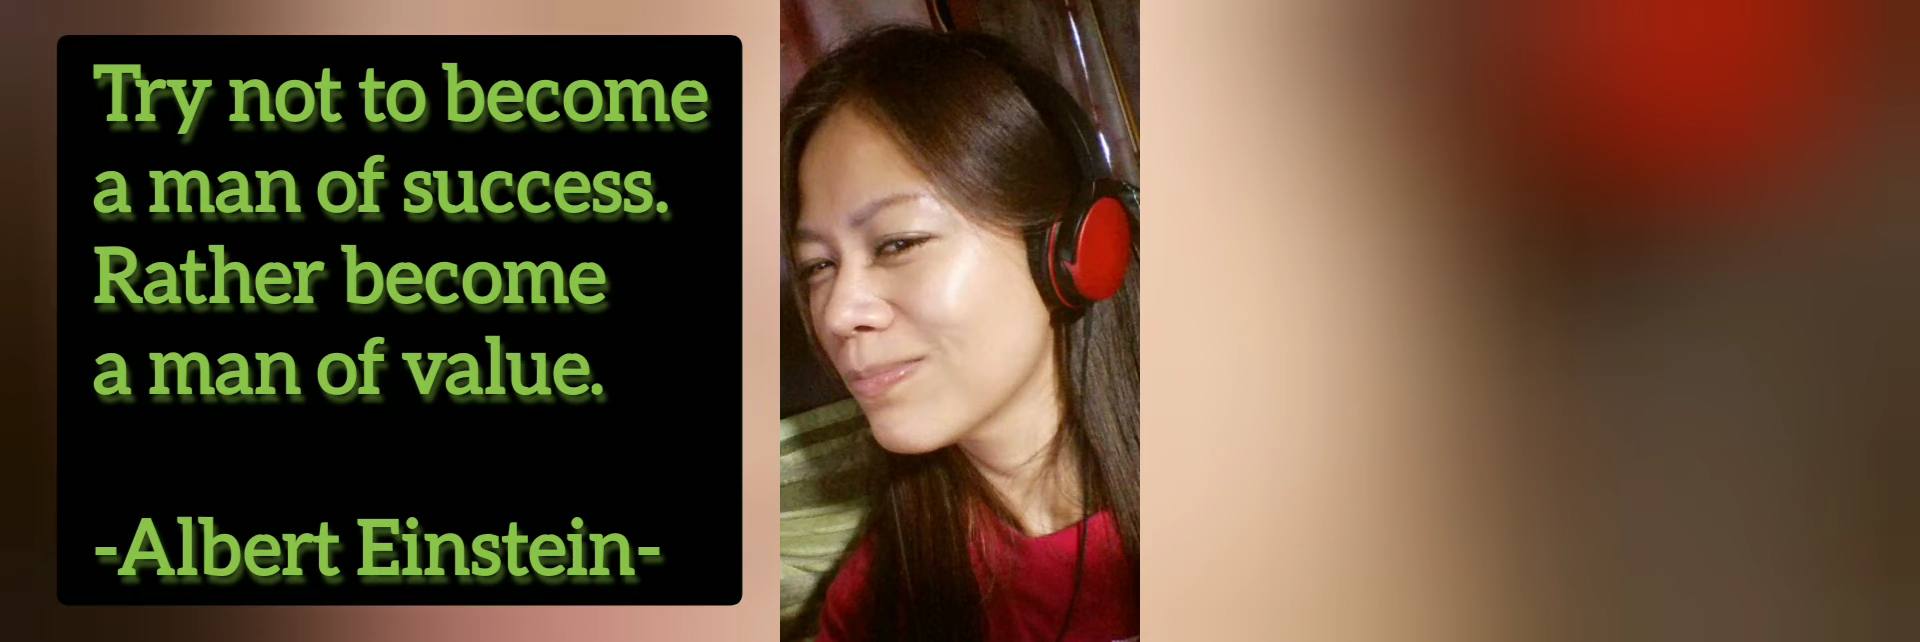 Try not to become
a man of success.
Rather become
a man of value.
-Albert Einstein-